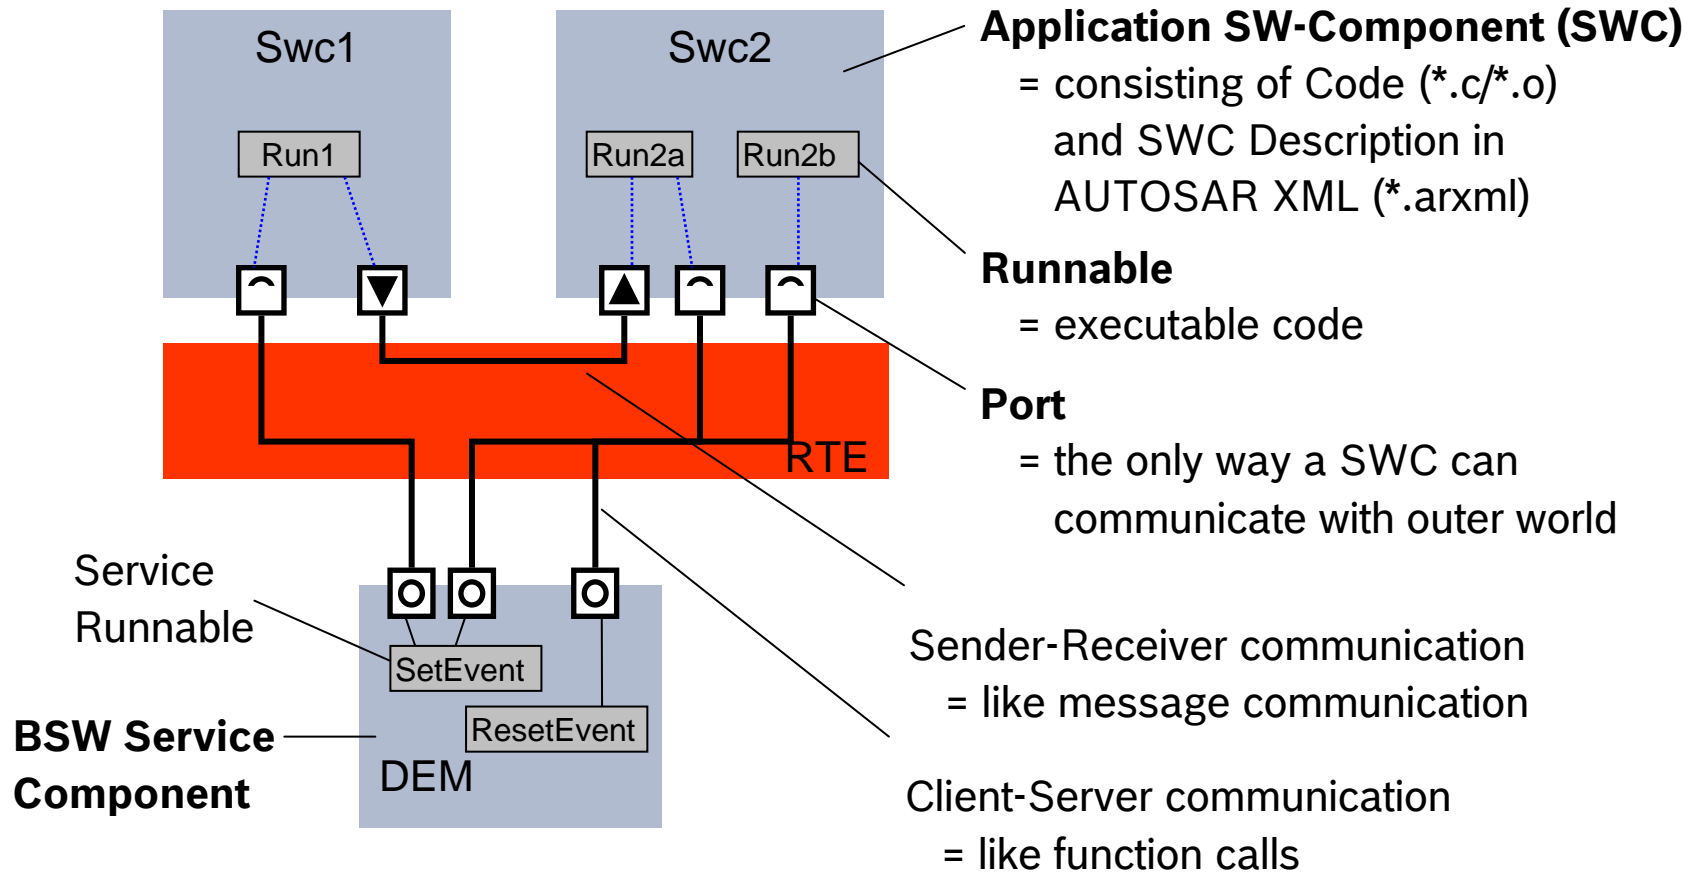 Swc1
Swc2
Run1
Run2a
Run2b
Application SW-Component (SWC)
= consisting of Code (*.c/*.o)
and SWC Description in
AUTOSAR XML (*.arxml)
Runnable
= executable code
Port
= the only way a SWC can
communicate with outer world
RTE
Service
Runnable
SetEvent
ResetEvent
BSW Service
Component
DEM
Sender-Receiver communication
= like message communication
Client-Server communication
= like function calls